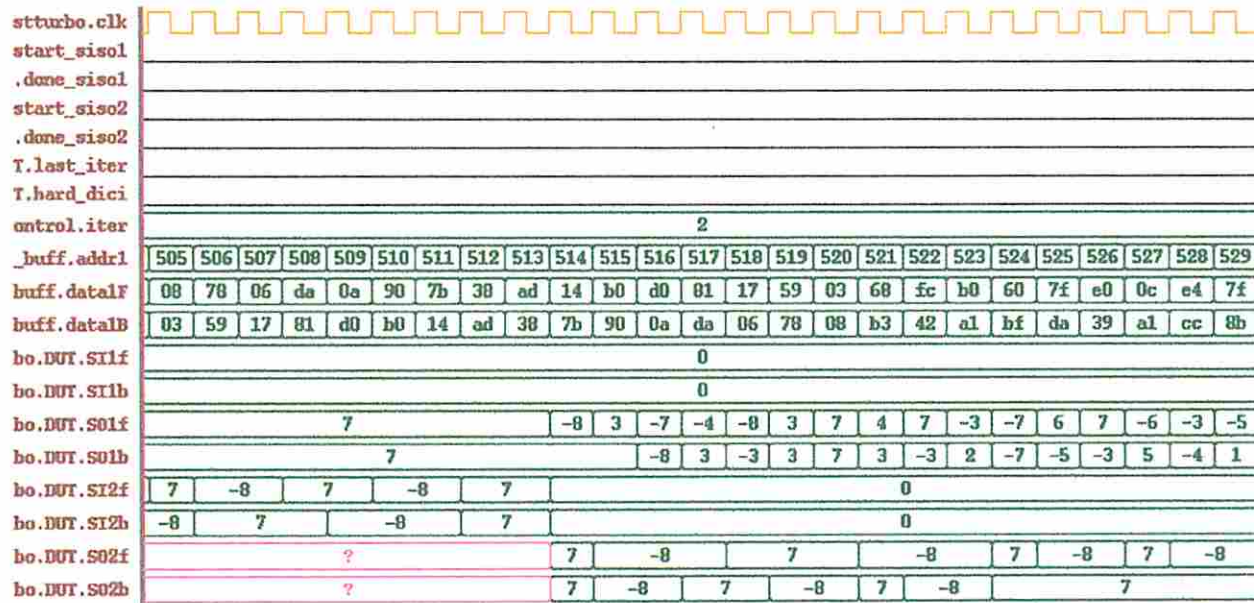 stturbo.clk
start_siso1
.done_siso1
start_siso2
.done_siso2
T.last_iter
T.hard_dici
ontrol.iter 2
_buff.addr1 505 506 507 508 509 510 511 512 513 514 515 516 517 518 519 520 521 522 523 524 525 526 527 528 529
buff.data1F 08 78 06 da 0a 90 7b 38 ad 14 b0 d0 81 17 59 03 68 fc b0 60 7f e0 0c e4 7f
buff.data1B 03 59 17 81 d0 b0 14 ad 38 7b 90 0a da 06 78 08 b3 42 a1 bf da 39 a1 cc 8b
bo.DUT.SI1f 0
bo.DUT.SI1b 0
bo.DUT.SO1f 7 -8 3 -7 -4 -8 3 7 4 7 -3 -7 6 7 -6 -3 -5
bo.DUT.SO1b 7 -8 3 -3 3 7 3 -3 2 -7 -5 -3 5 -4 1
bo.DUT.SI2f 7 -8 7 -8 7 0
bo.DUT.SI2b -8 7 -8 7 0
bo.DUT.SO2f ? 7 -8 7 -8 7 -8 7 -8
bo.DUT.SO2b ? 7 -8 7 -8 7 -8 7